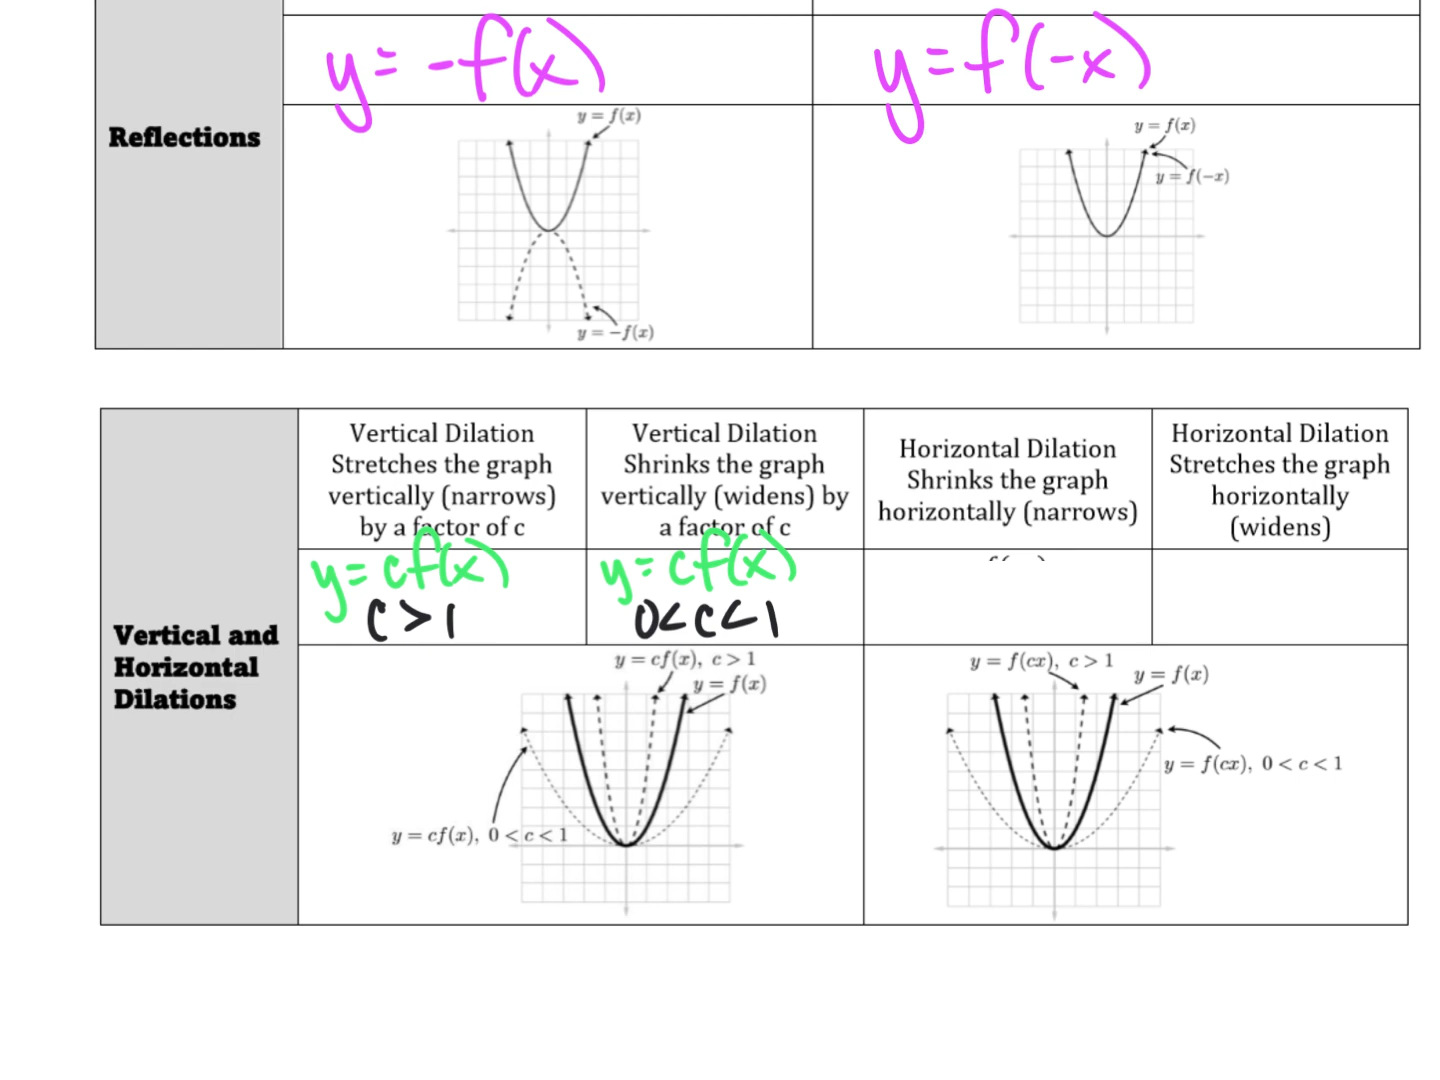 y = -f(x)
y = f(-x)
Reflections
y = f(x)
y = −f(x)
y = f(x)
y = f(−x)
Vertical Dilation
Stretches the graph
vertically (narrows)
by a factor of c
Vertical Dilation
Shrinks the graph
vertically (widens) by
a factor of c
Horizontal Dilation
Shrinks the graph
horizontally (narrows)
Horizontal Dilation
Stretches the graph
horizontally
(widens)
y = cf(x)
c > 1
y = cf(x)
0 < c < 1
Vertical and
Horizontal
Dilations
y = cf(x), c > 1
y = f(x)
y = cf(x), 0 < c < 1
y = f(cx), c > 1
y = f(x)
y = f(cx), 0 < c < 1